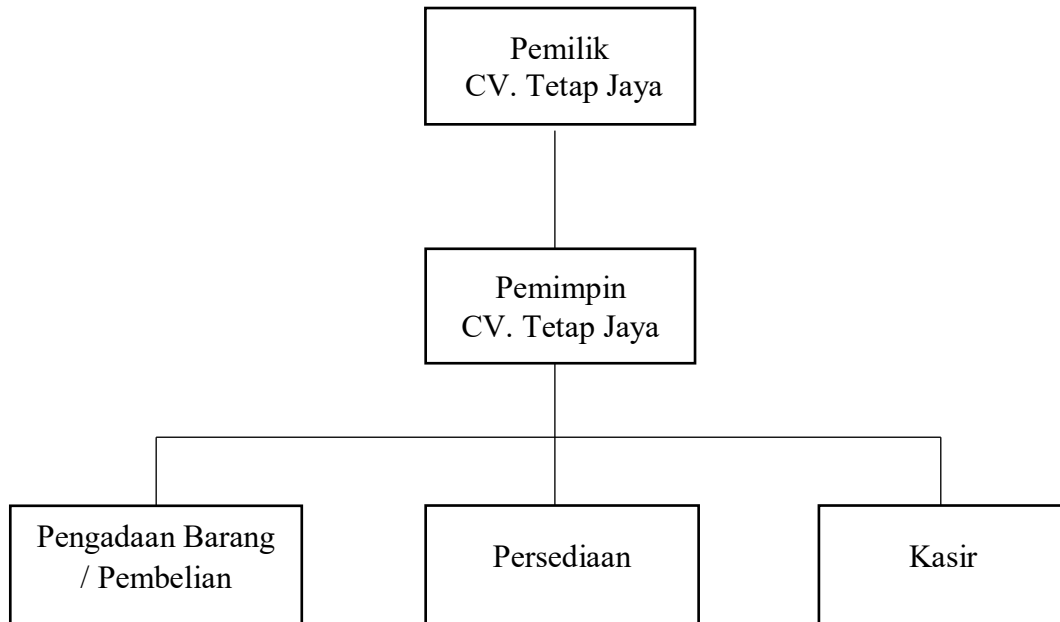 Pemilik
CV. Tetap Jaya
Pemimpin
CV. Tetap Jaya
Pengadaan Barang
/ Pembelian
Persediaan
Kasir